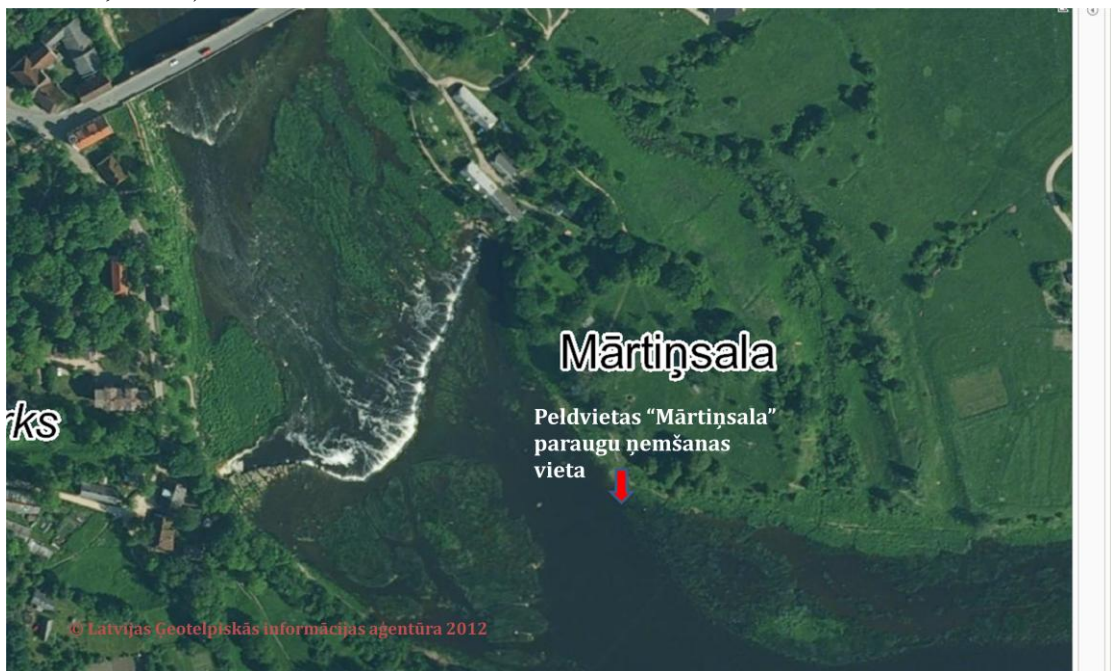 Mārtiņsala
Peldvietas “Mārtiņsala”
paraugu ņemšanas
vieta
rks
© Latvijas Ģeotelpiskās informācijas aģentūra 2012